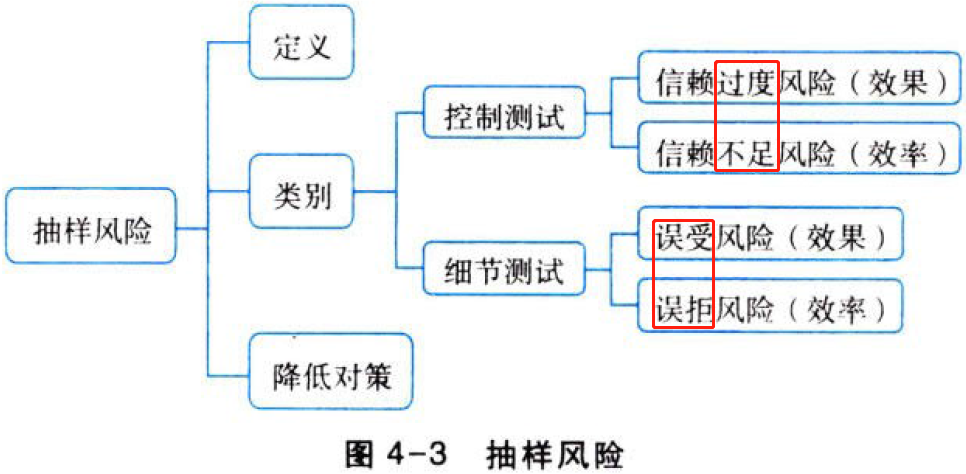 定义
信赖过度风险（效果）
控制测试
信赖不足风险（效率）
类别
抽样风险
误受风险（效果）
细节测试
误拒风险（效率）
降低对策
图 4-3 抽样风险